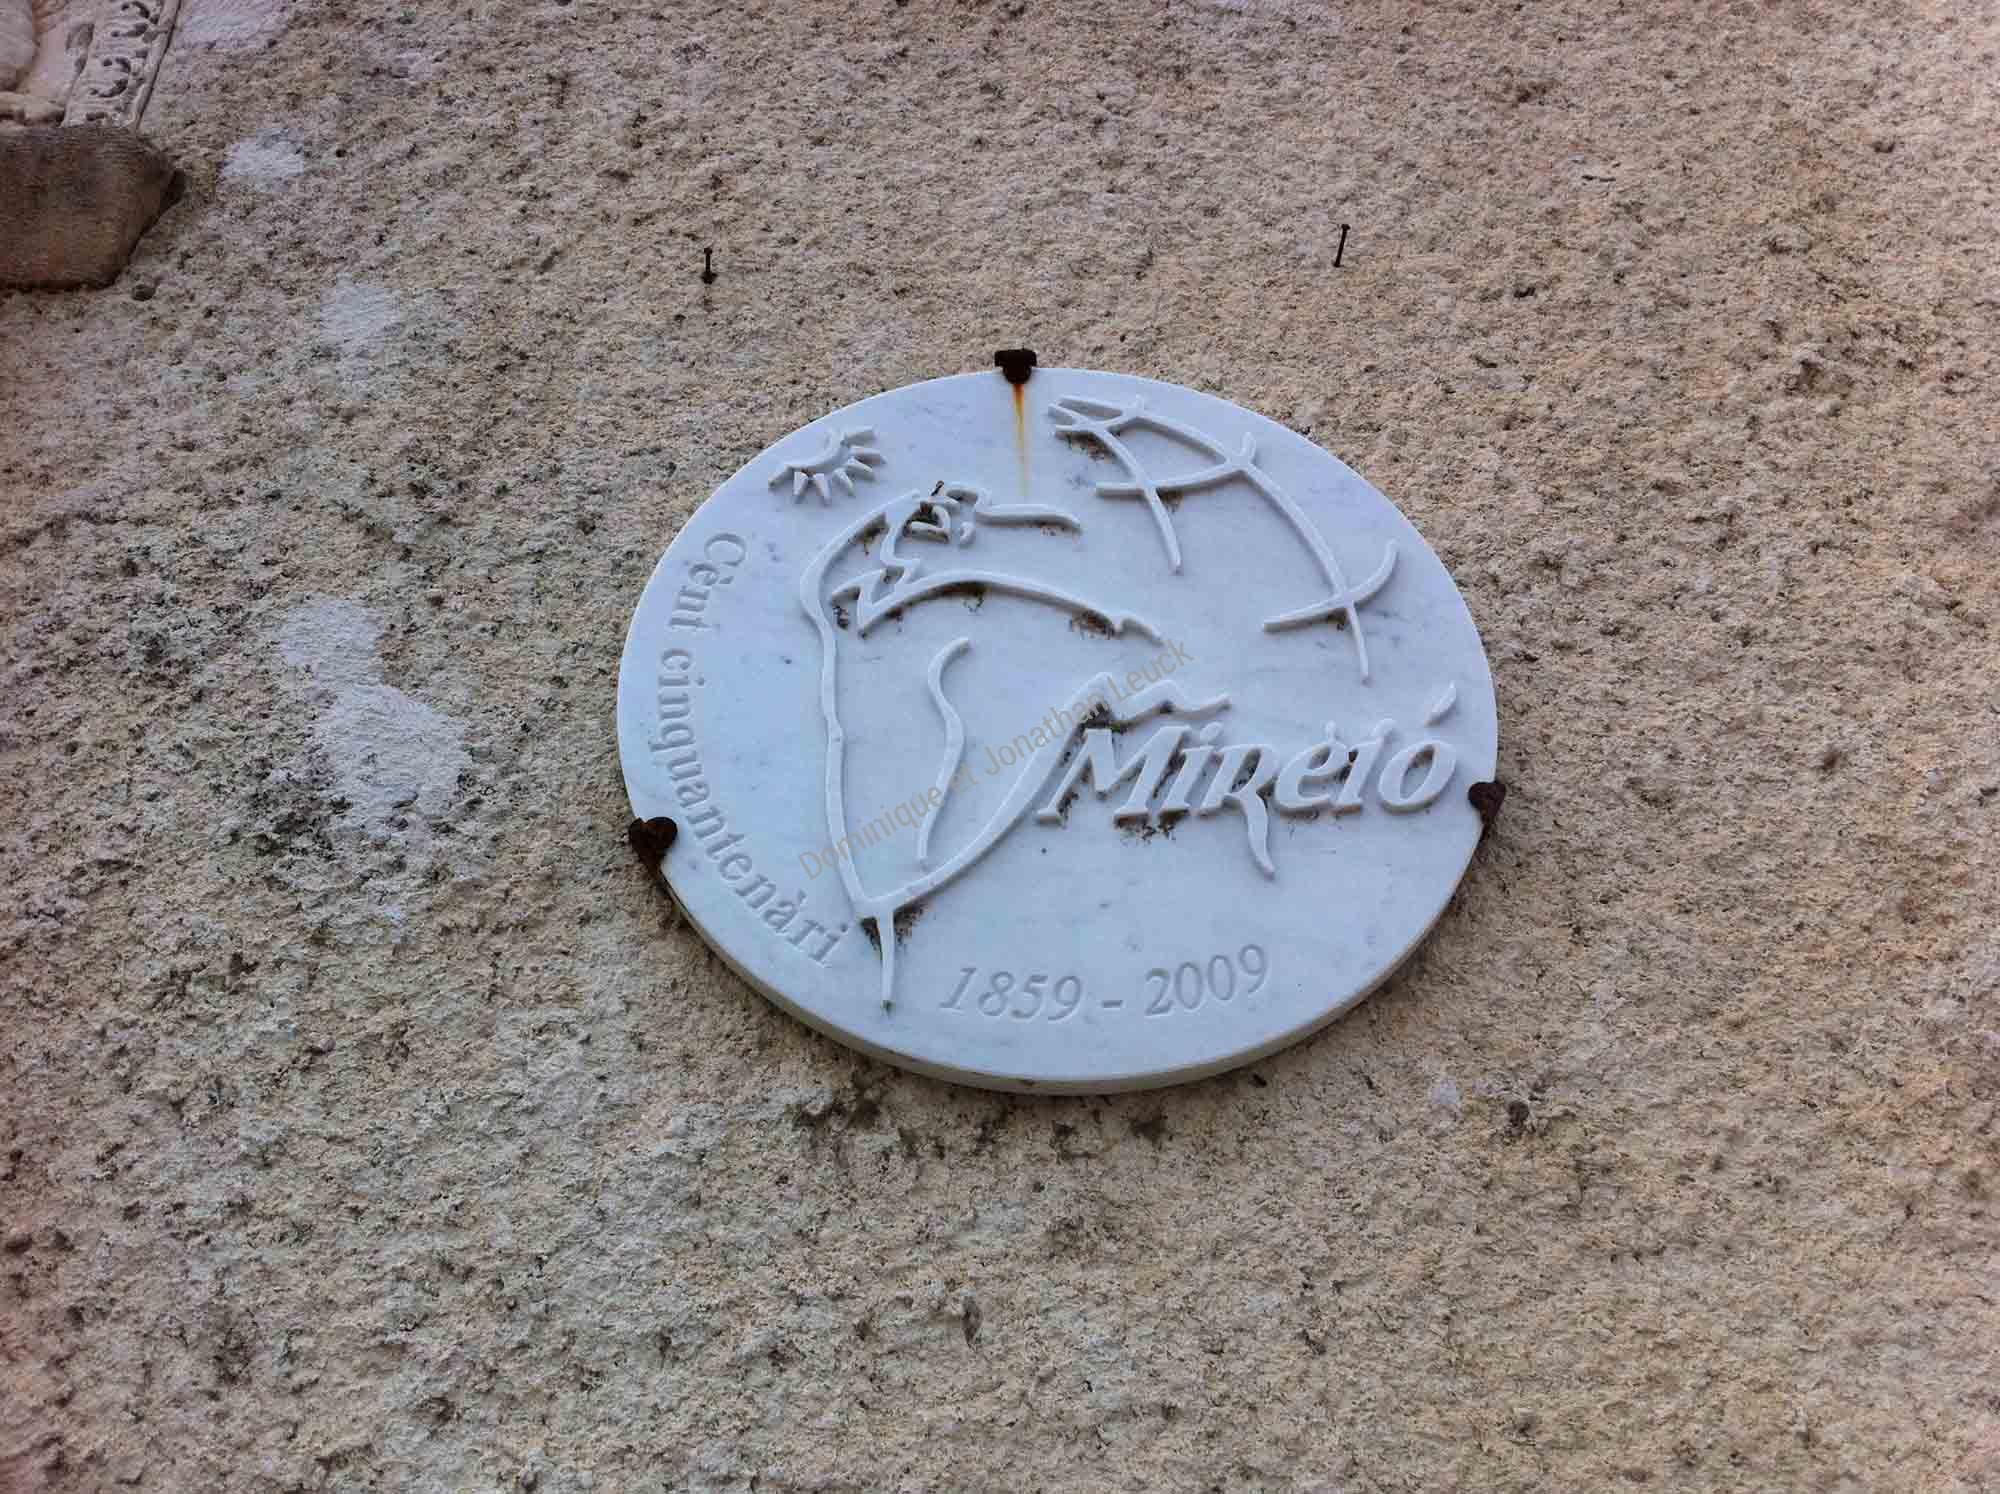 Cènt cinquantenàri
Mirèio
1859 - 2009
Dominique et Jonathan Leuck